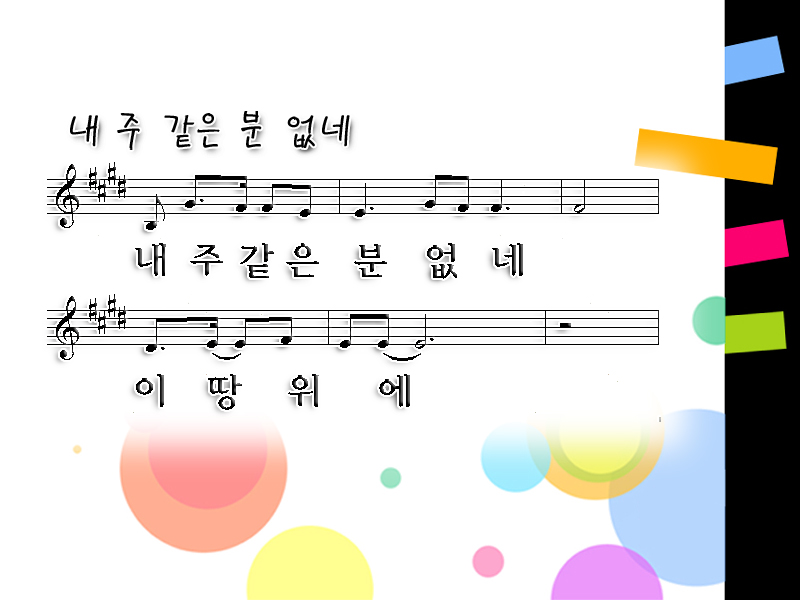 내 주 같은 분 없네
내 주 같 은 분 없 네
이 땅 위 에